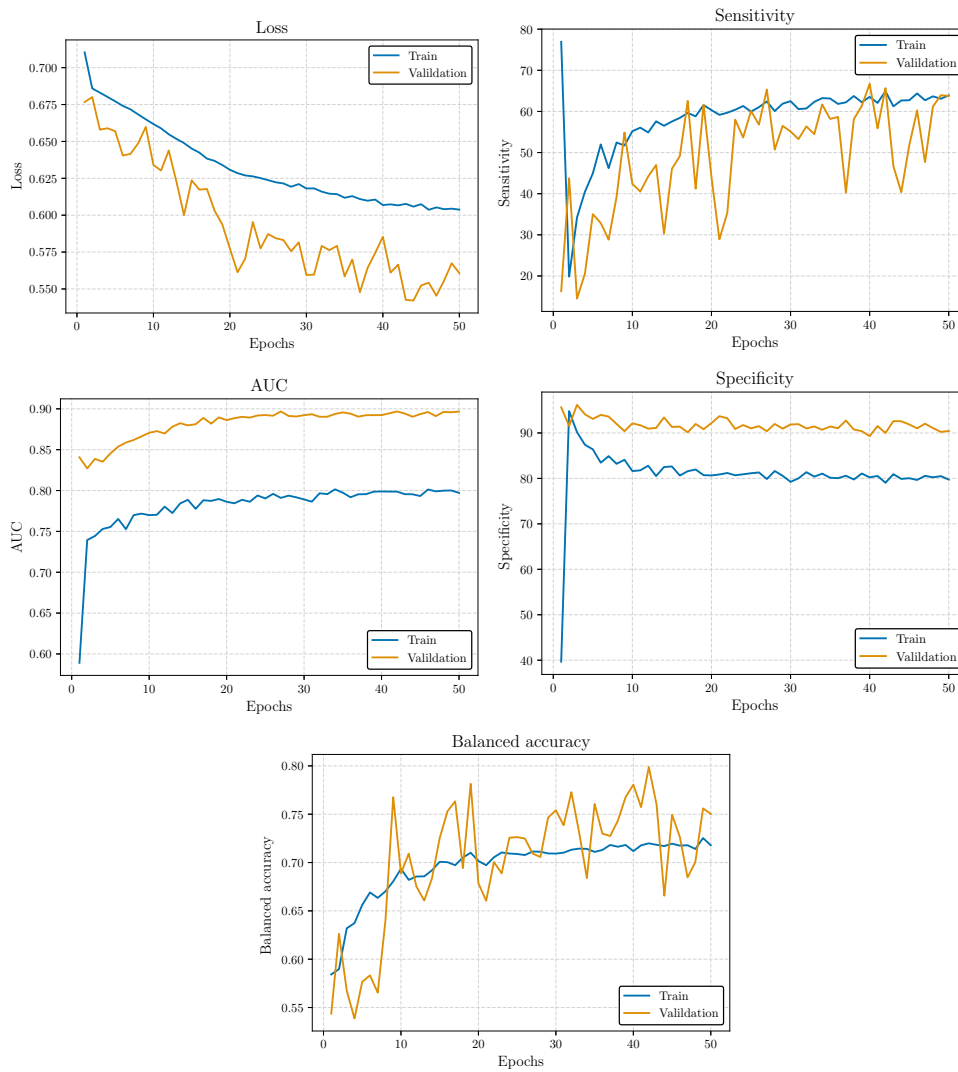 Loss
0.700
0.675
0.650
0.625
0.600
0.575
0.550
Loss
Train
Valildation
0 10 20 30 40 50
Epochs
Sensitivity
80
70
60
50
40
30
20
Sensitivity
Train
Valildation
0 10 20 30 40 50
Epochs
AUC
0.90
0.85
0.80
0.75
0.70
0.65
0.60
AUC
Train
Valildation
0 10 20 30 40 50
Epochs
Specificity
90
80
70
60
50
40
Specificity
Train
Valildation
0 10 20 30 40 50
Epochs
Balanced accuracy
0.80
0.75
0.70
0.65
0.60
0.55
Balanced accuracy
Train
Valildation
0 10 20 30 40 50
Epochs